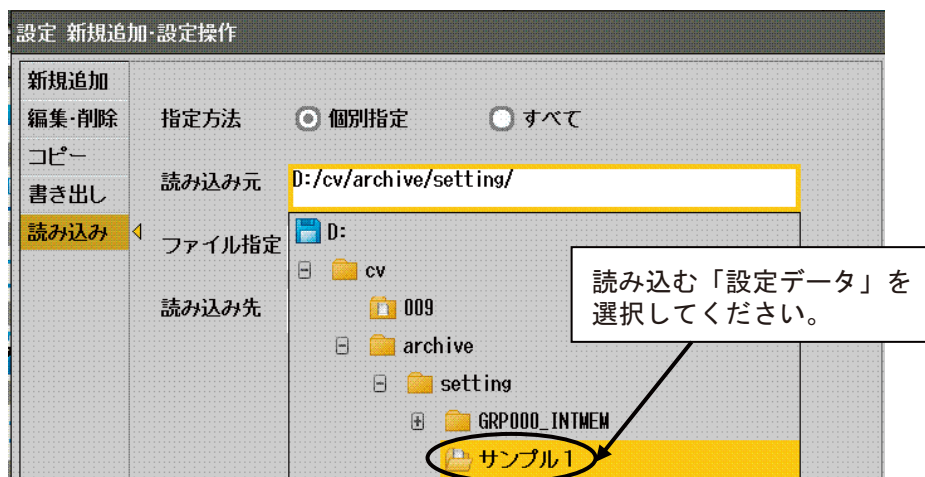 設定 新規追加・設定操作
新規追加
編集・削除
コピー
書き出し
読み込み
指定方法
個別指定
すべて
読み込み元
D:/cv/archive/setting/
ファイル指定
読み込み先
D:
cv
009
archive
setting
GRP000_INTMEM
サンプル1
読み込む「設定データ」を
選択してください。